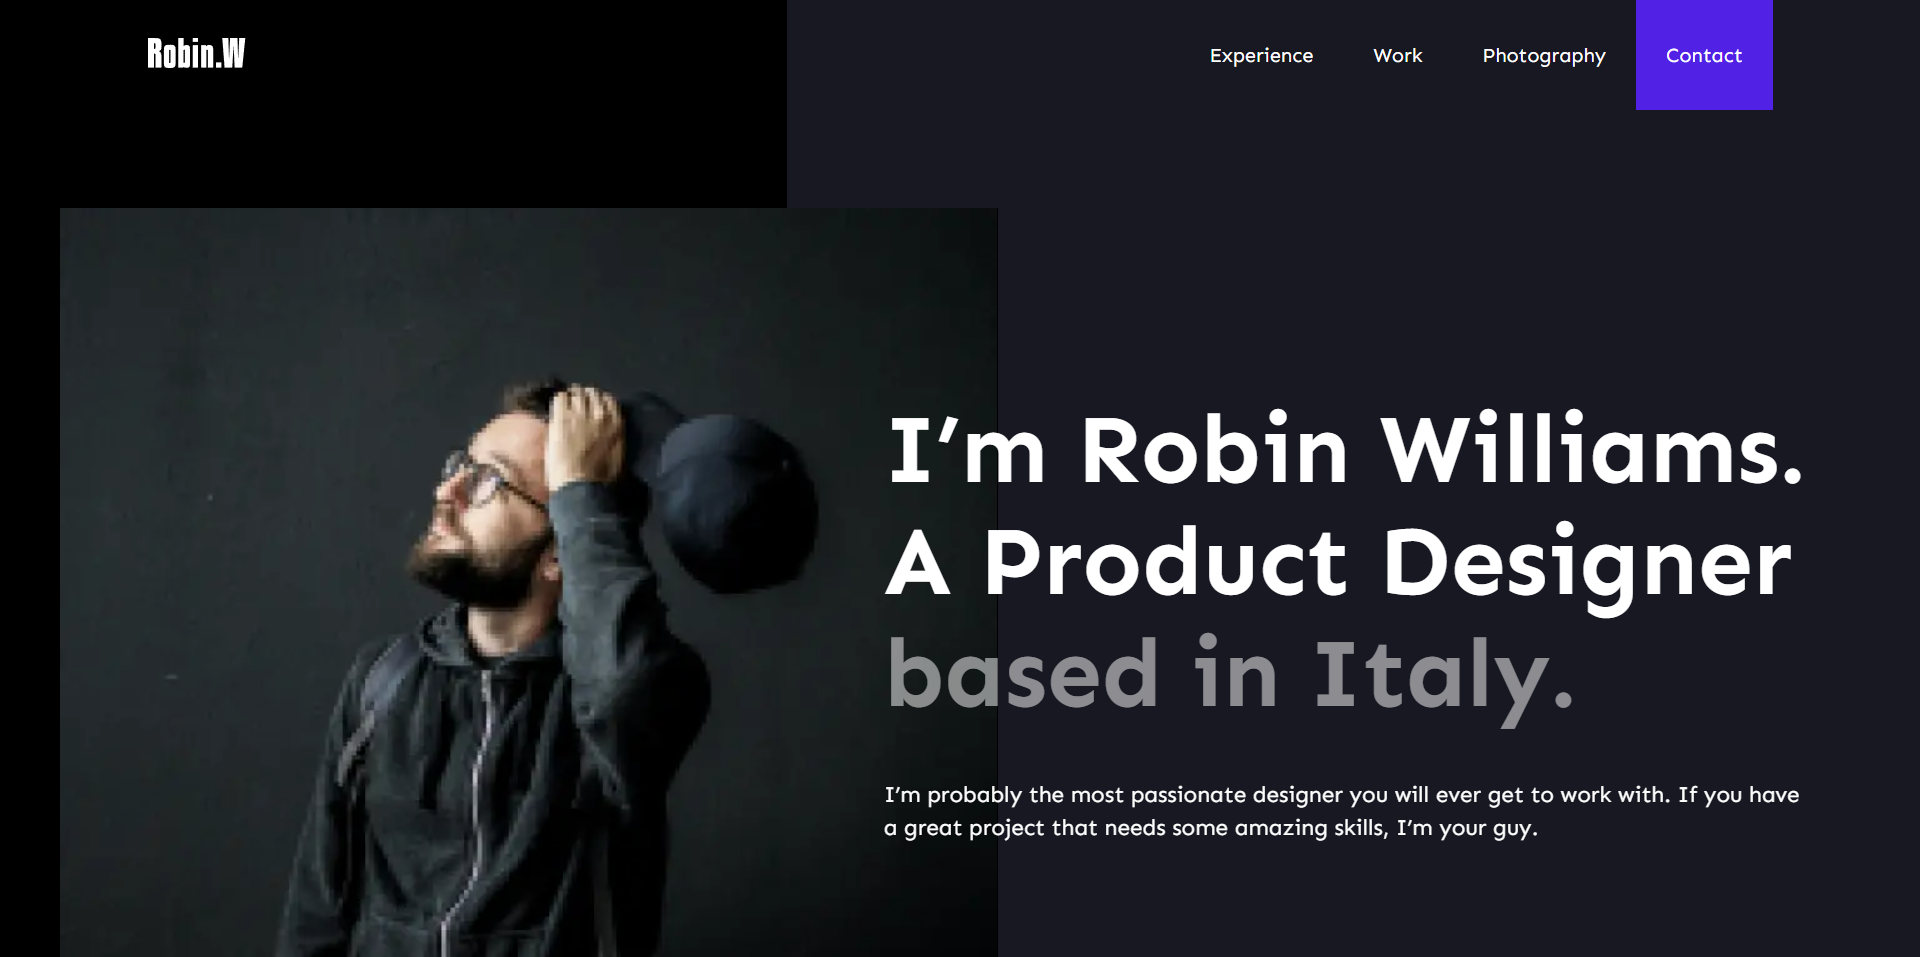 Robin.W
Experience
Work
Photography
Contact
I’m Robin Williams.
A Product Designer
based in Italy.
I’m probably the most passionate designer you will ever get to work with. If you have
a great project that needs some amazing skills, I’m your guy.